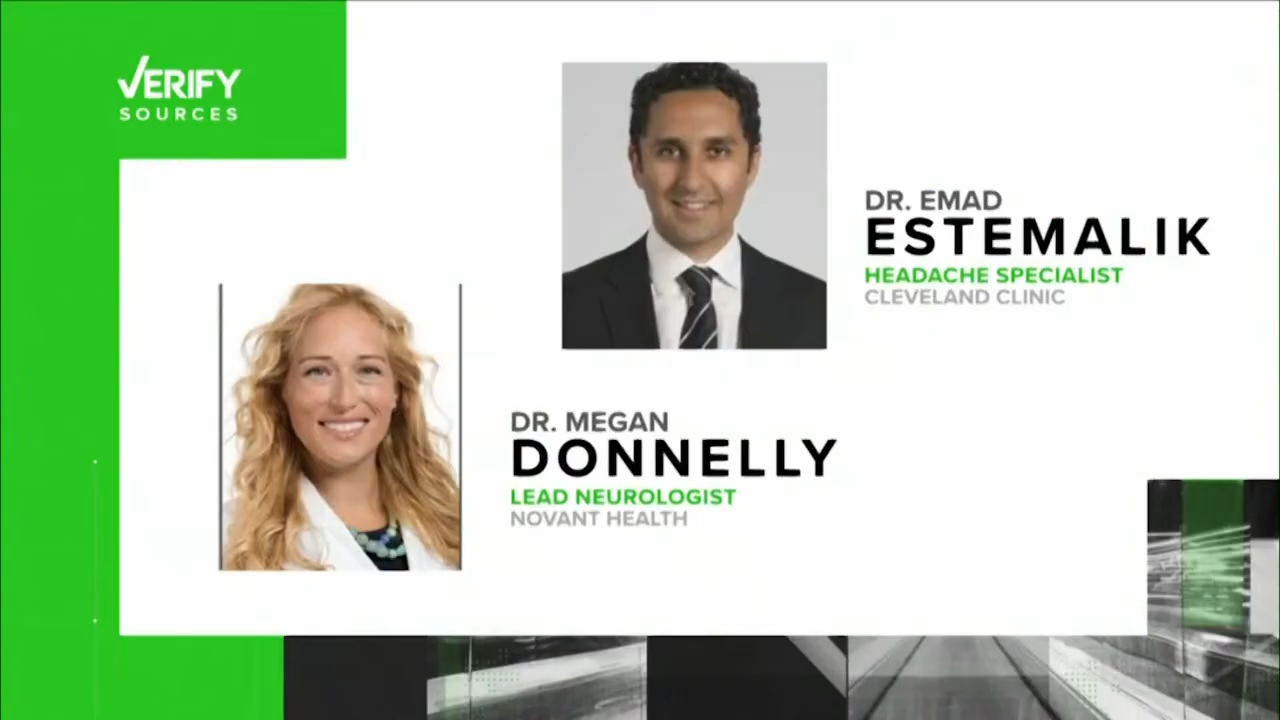 VERIFY
SOURCES
DR. EMAD
ESTEMALIK
HEADACHE SPECIALIST
CLEVELAND CLINIC
DR. MEGAN
DONNELLY
LEAD NEUROLOGIST
NOVANT HEALTH